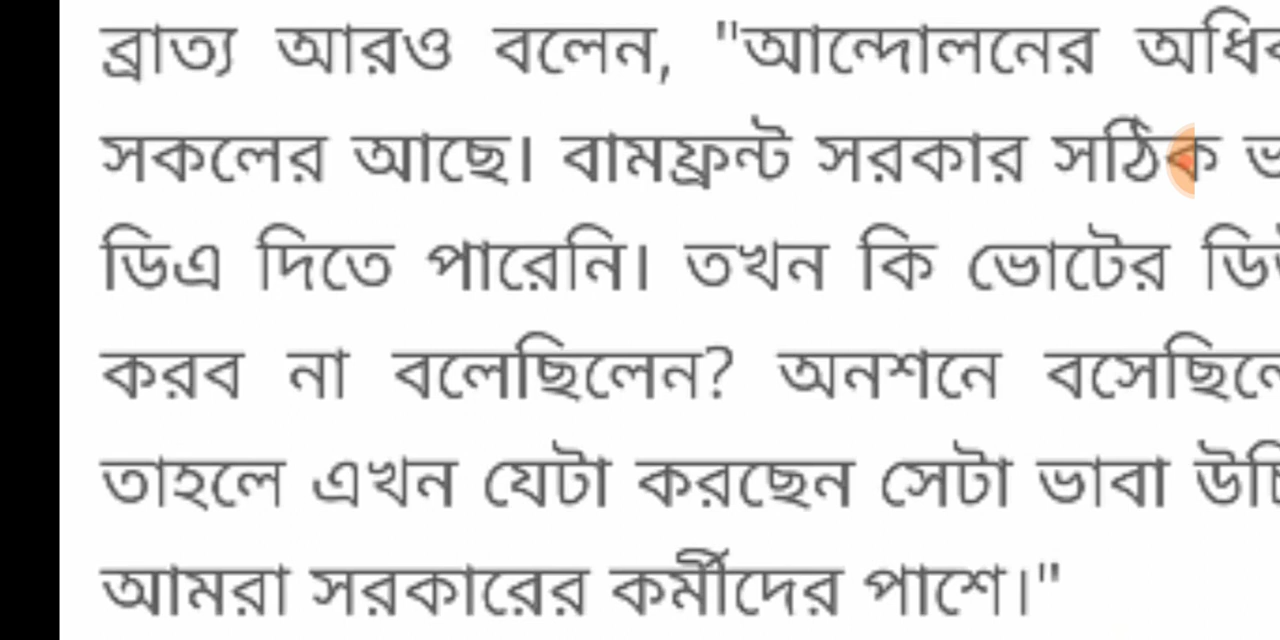 ব্রাত্য আরও বলেন, "আন্দোলনের
সকলের আছে। বামফ্রন্ট সরকার সঠিক
ডিএ দিতে পারেনি। তখন কি ভোটের
করব না বলেছিলেন? অনশনে
তাহলে এখন যেটা করছেন সেটা ভাবা
আমরা সরকারের কর্মীদের পাশে।"